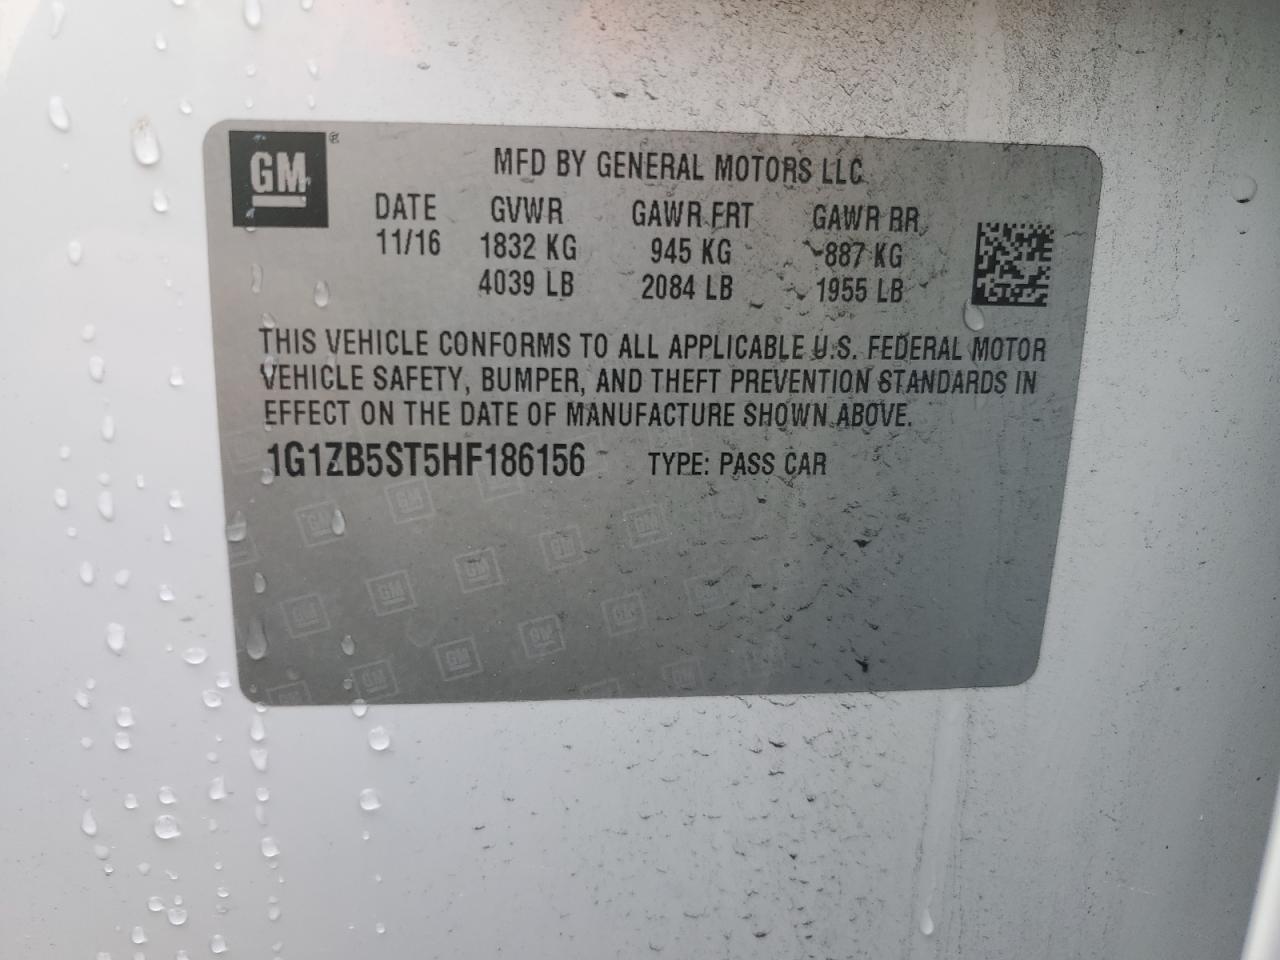 GM®
MFD BY GENERAL MOTORS LLC
DATE GVWR GAWR FRT GAWR RR
11/16 1832 KG 945 KG 887 KG
4039 LB 2084 LB 1955 LB
THIS VEHICLE CONFORMS TO ALL APPLICABLE U.S. FEDERAL MOTOR
VEHICLE SAFETY, BUMPER, AND THEFT PREVENTION STANDARDS IN
EFFECT ON THE DATE OF MANUFACTURE SHOWN ABOVE.
1G1ZB5ST5HF186156 TYPE: PASS CAR